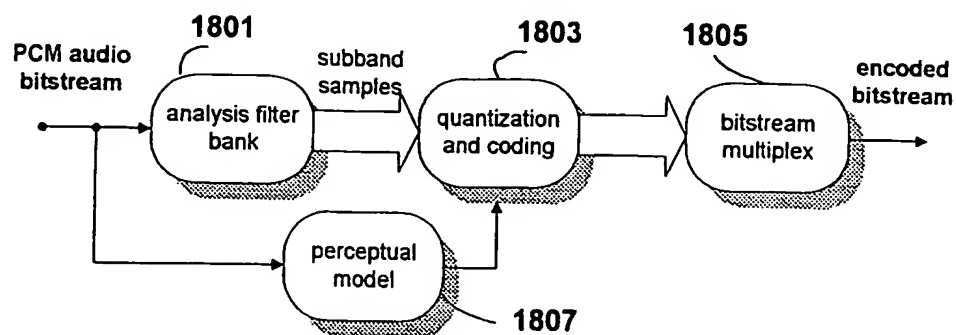 1801
1803
1805
PCM audio
bitstream
subband
samples
encoded
bitstream
analysis filter
bank
quantization
and coding
bitstream
multiplex
perceptual
model
1807